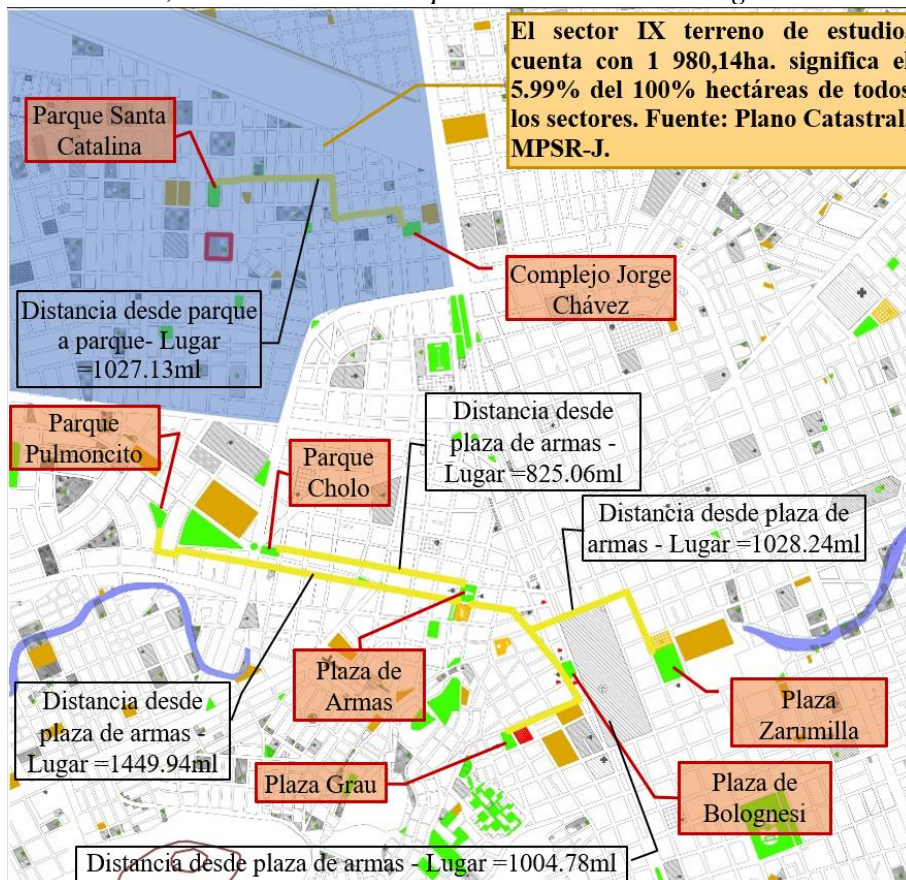 El sector IX terreno de estudio,
cuenta con 1 980,14ha. significa el
5.99% del 100% hectáreas de todos
los sectores. Fuente: Plano Catastral.
MPSR-J.
Parque Santa
Catalina
Complejo Jorge
Chávez
Distancia desde parque
a parque- Lugar
=1027.13ml
Parque
Pulmoncito
Parque
Cholo
Distancia desde
plaza de armas -
Lugar =825.06ml
Distancia desde plaza de
armas - Lugar =1028.24ml
Plaza de
Armas
Distancia desde
plaza de armas -
Lugar =1449.94ml
Plaza
Zarumilla
Plaza Grau
Plaza de
Bolognesi
Distancia desde plaza de armas - Lugar =1004.78ml